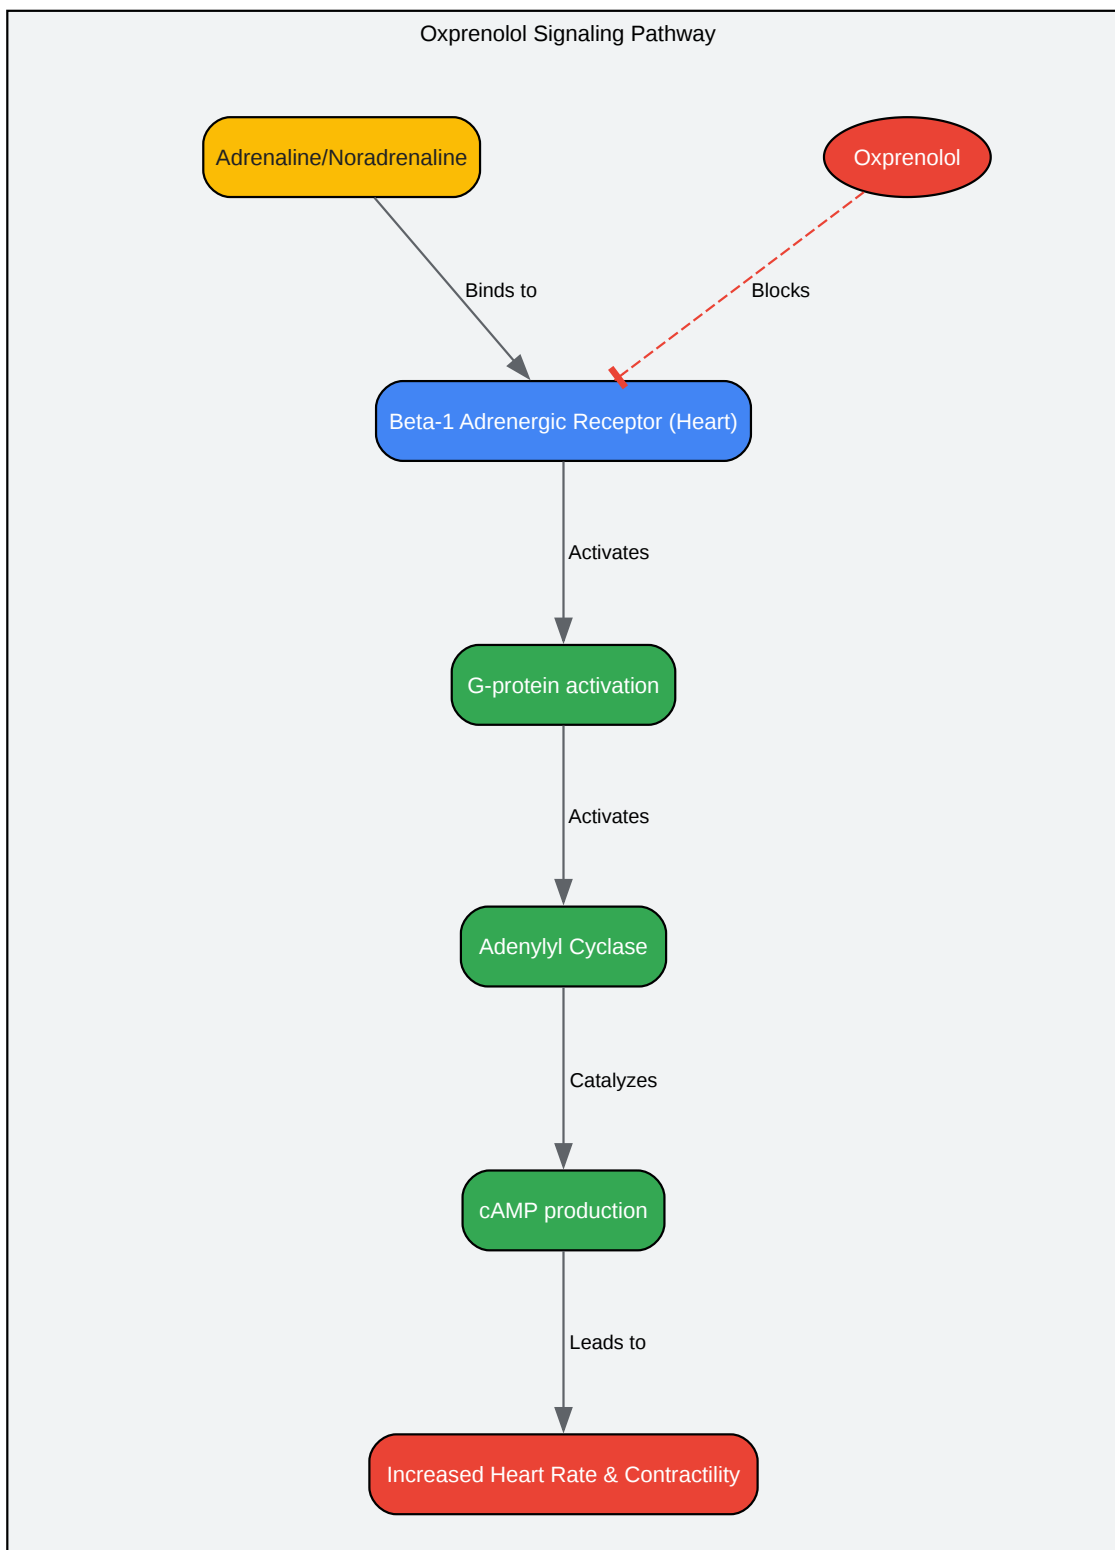 Oxprenolol Signaling Pathway
Adrenaline/Noradrenaline
Oxprenolol
Binds to
Blocks
Beta-1 Adrenergic Receptor (Heart)
Activates
G-protein activation
Activates
Adenylyl Cyclase
Catalyzes
cAMP production
Leads to
Increased Heart Rate & Contractility